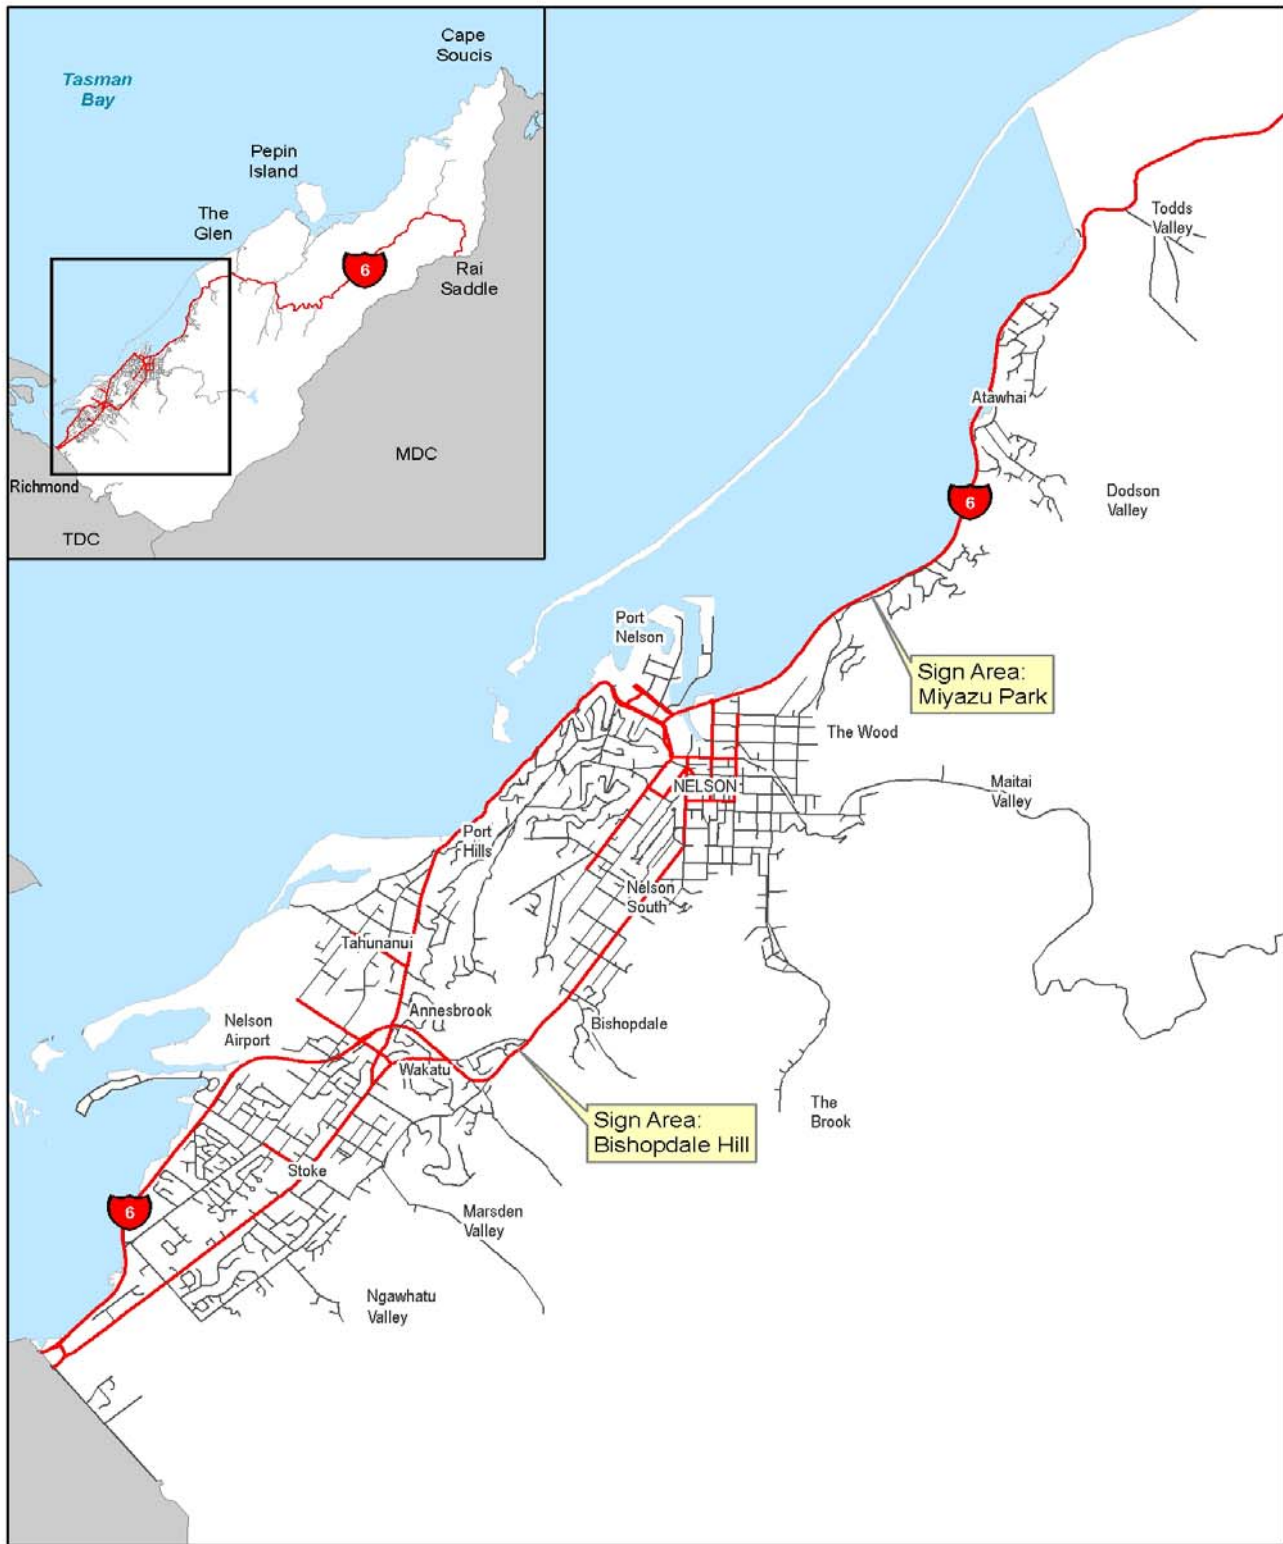 Cape
Soucis
Tasman
Bay
Pepin
Island
The
Glen
6
Rai
Saddle
MDC
Richmond
TDC
Todds
Valley
Atawhai
Dodson
Valley
6
Port
Nelson
Sign Area:
Miyazu Park
The Wood
Maitai
Valley
NELSON
Port
Hills
Nelson
South
Tahunanui
Annesbrook
Nelson
Airport
Bishopdale
Wakatu
The
Brook
Sign Area:
Bishopdale Hill
Stoke
6
Marsden
Valley
Ngawhatu
Valley